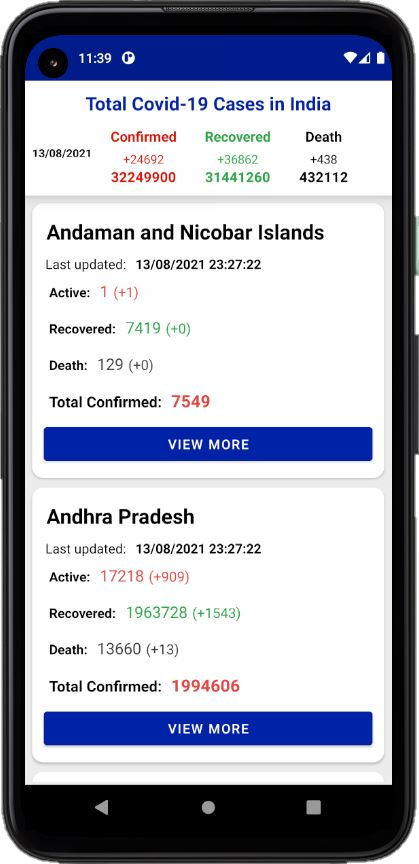 11:39
Total Covid-19 Cases in India
Confirmed Recovered Death
13/08/2021 +24692 +36862 +438
32249900 31441260 432112
Andaman and Nicobar Islands
Last updated: 13/08/2021 23:27:22
Active: 1 (+1)
Recovered: 7419 (+0)
Death: 129 (+0)
Total Confirmed: 7549
VIEW MORE
Andhra Pradesh
Last updated: 13/08/2021 23:27:22
Active: 17218 (+909)
Recovered: 1963728 (+1543)
Death: 13660 (+13)
Total Confirmed: 1994606
VIEW MORE